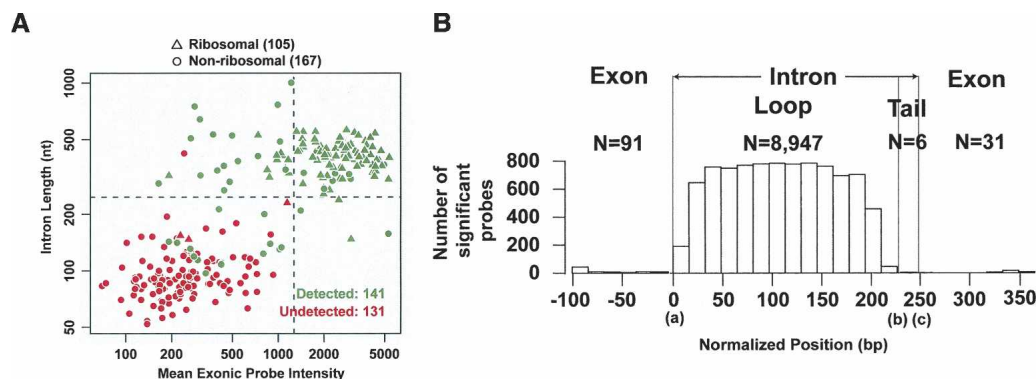 A
△ Ribosomal (105)
○ Non-ribosomal (167)
Intron Length (nt)
1000
500
200
100
50
Detected: 141
Undetected: 131
100 200 500 1000 2000 5000
Mean Exonic Probe Intensity
B
Exon Intron Exon
Loop Tail
N=91 N=8,947 N=6 N=31
Number of
significant
probes
800
600
400
200
0
-100 -50 0 50 100 150 200 250 300 350
(a) (b) (c)
Normalized Position (bp)